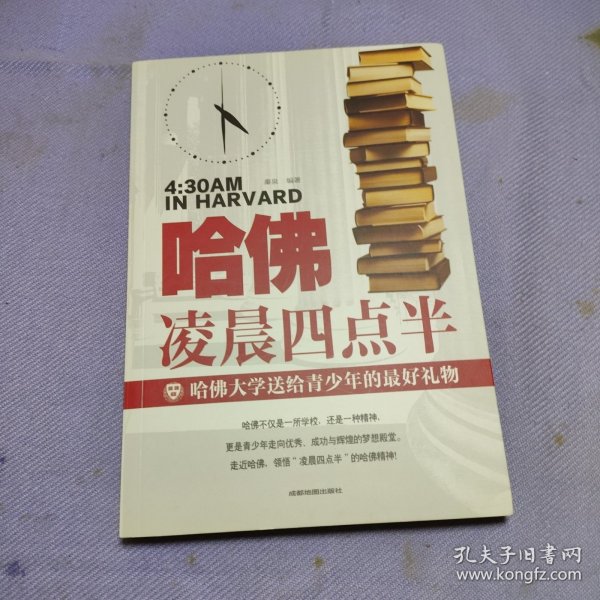 4:30AM
IN HARVARD
编著
哈佛
凌晨四点半
哈佛大学送给青少年的最好礼物
哈佛不仅是一所学校，还是一种精神，
更是青少年走向优秀、成功与辉煌的梦想殿堂。
走近哈佛，领悟“凌晨四点半”的哈佛精神！
成都地图出版社
孔夫子旧书网
www.kongfz.com